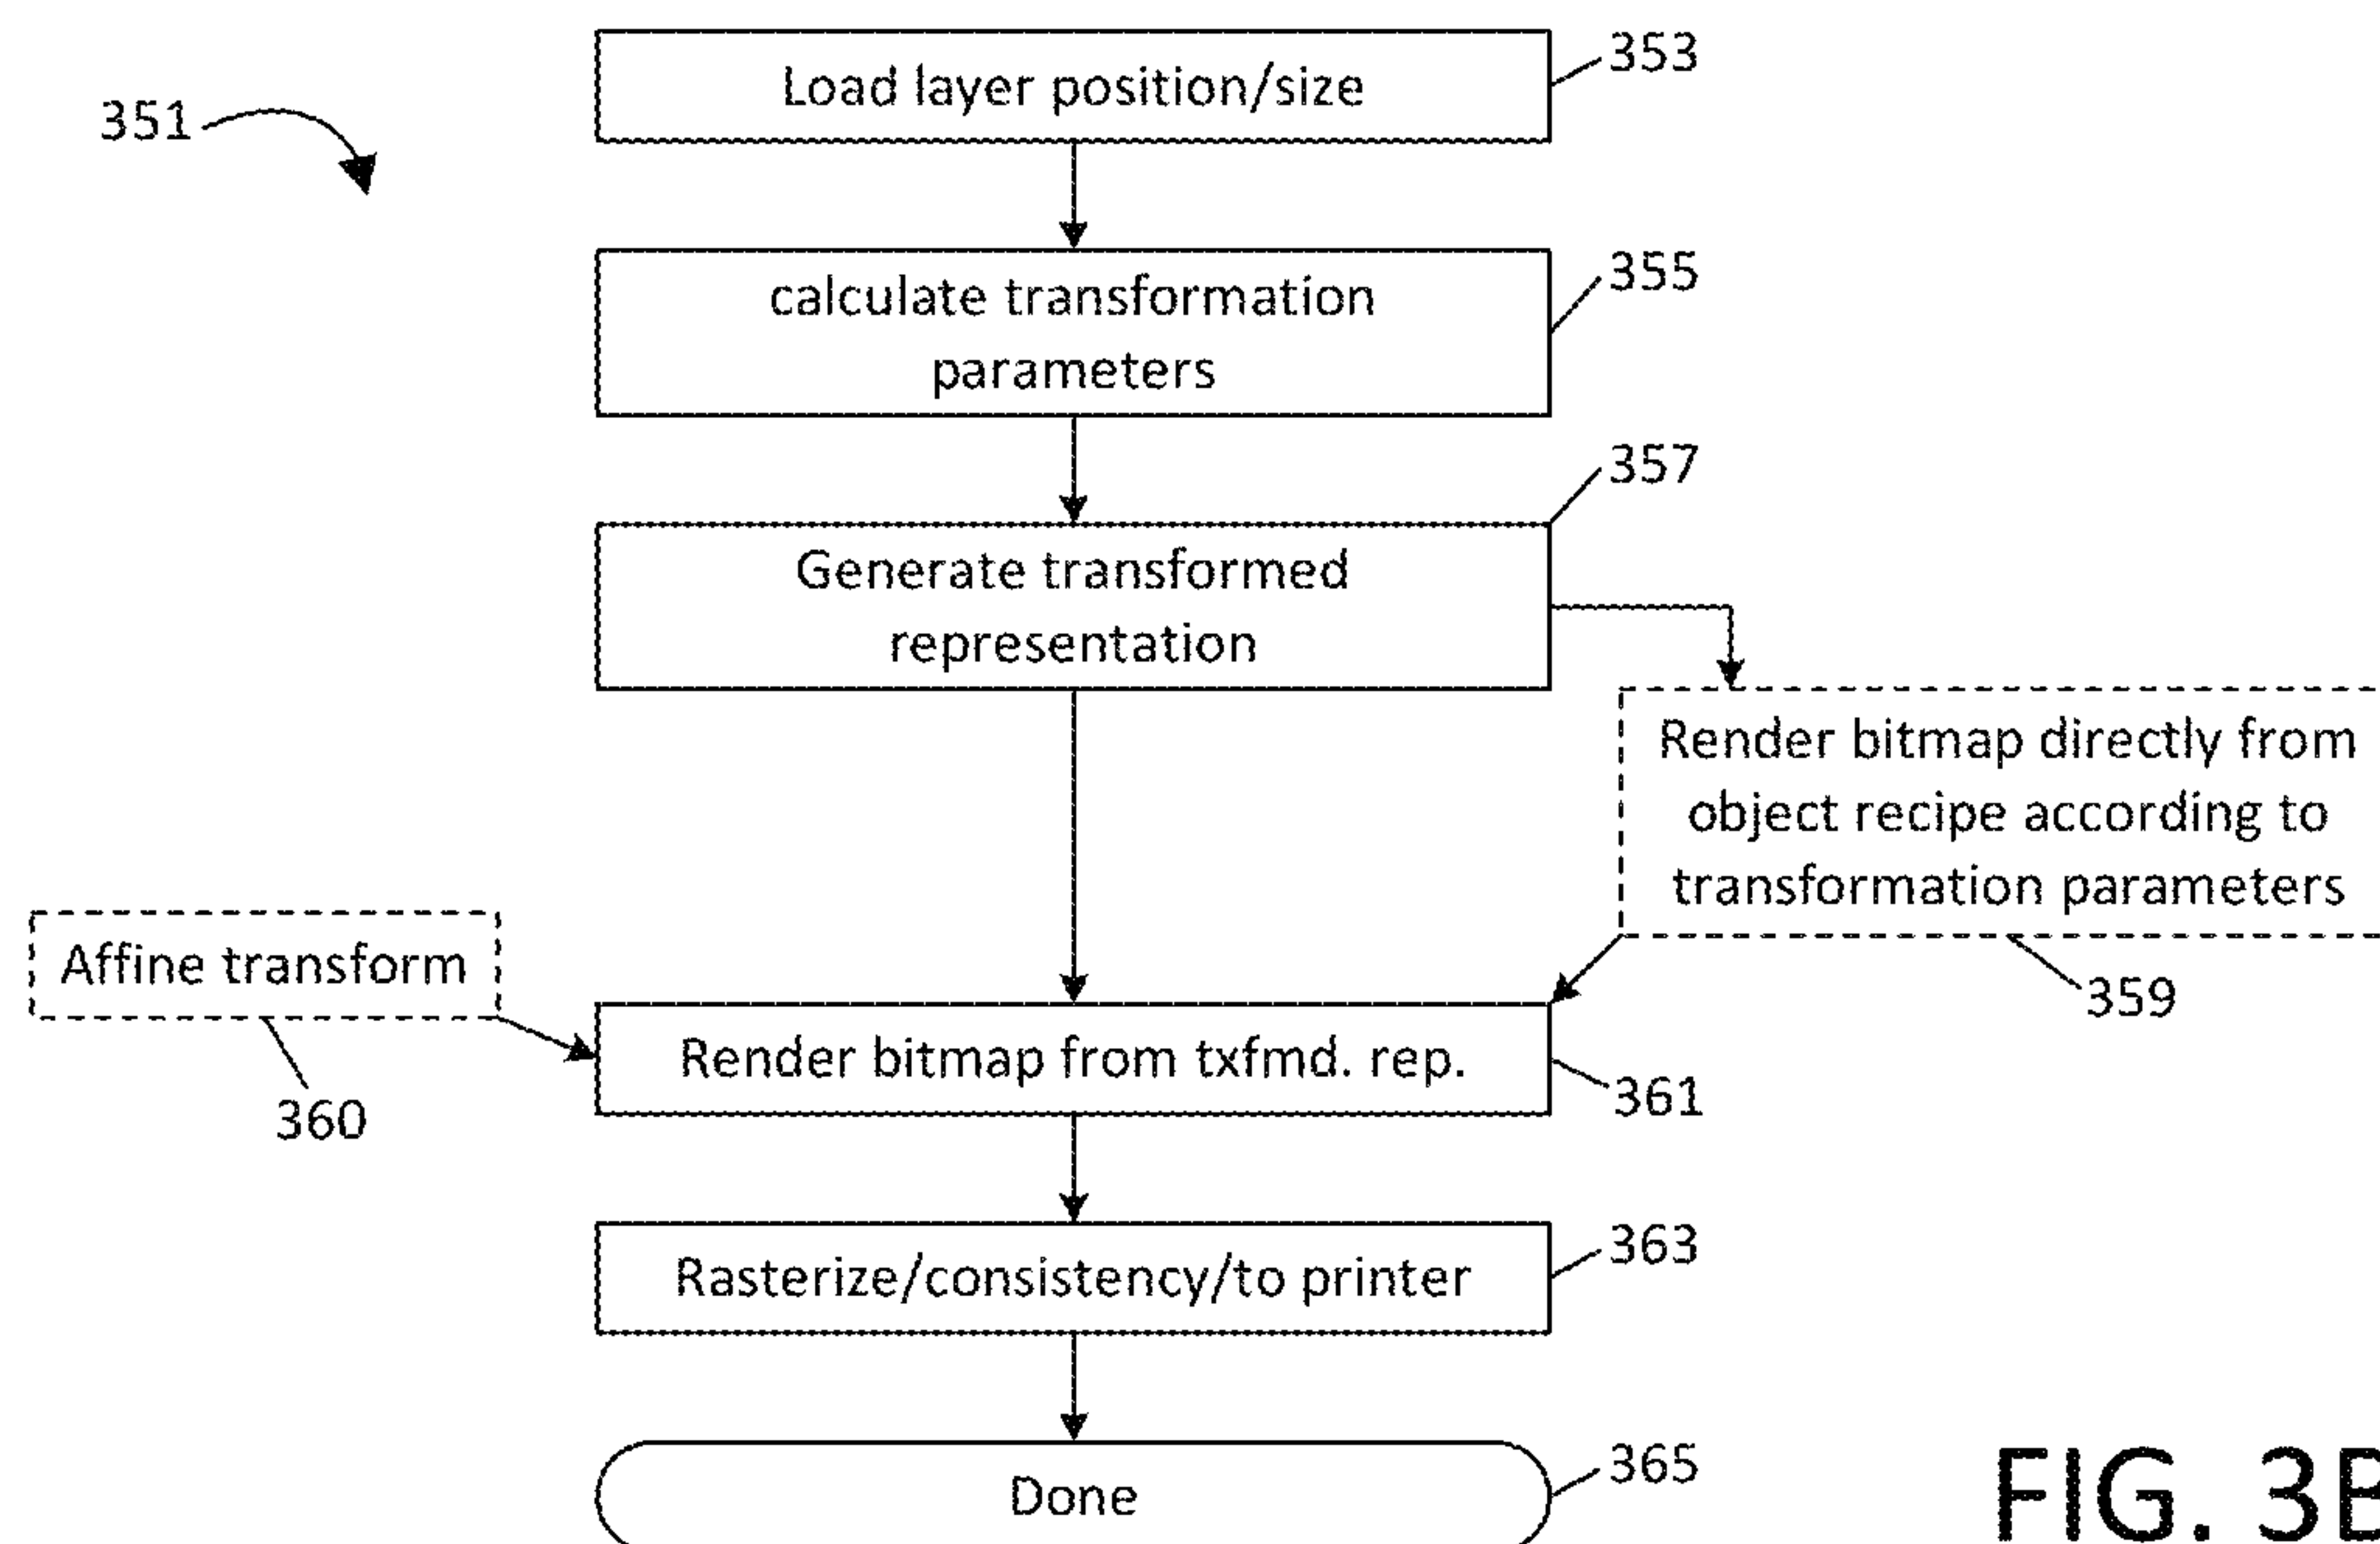 353
Load layer position/size
351
355
calculate transformation
parameters
357
Generate transformed
representation
Render bitmap directly from
object recipe according to
transformation parameters
359
Affine transform
360
Render bitmap from txfmd. rep.
361
363
Rasterize/consistency/to printer
365
Done
FIG. 3B